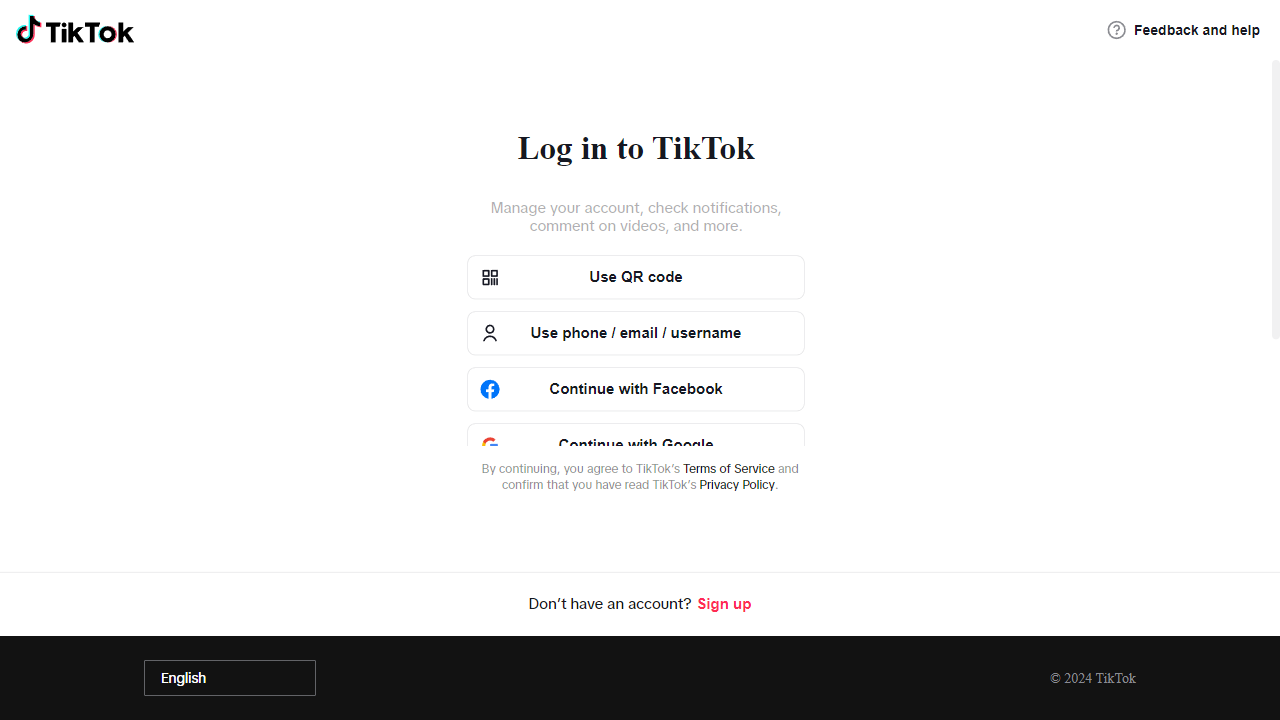 TikTok
Feedback and help
Log in to TikTok
Manage your account, check notifications,
comment on videos, and more.
Use QR code
Use phone / email / username
Continue with Facebook
Continue with Google
By continuing, you agree to TikTok’s Terms of Service and
confirm that you have read TikTok’s Privacy Policy.
Don’t have an account? Sign up
English
© 2024 TikTok